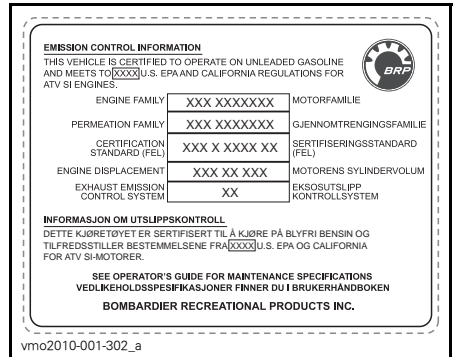 EMISSION CONTROL INFORMATION
THIS VEHICLE IS CERTIFIED TO OPERATE ON UNLEADED GASOLINE
AND MEETS TO XXXX U.S. EPA AND CALIFORNIA REGULATIONS FOR
ATV SI ENGINES.
BRP
ENGINE FAMILY XXX XXXXXXX MOTORFAMILIE
PERMEATION FAMILY XXX XXXXXXX GJENNOMTRENGINGSFAMILIE
CERTIFICATION STANDARD (FEL) XXX X XXXX XX SERTIFISERINGSSTANDARD (FEL)
ENGINE DISPLACEMENT XXX XX XXX MOTORENS SYLINDERVOLUM
EXHAUST EMISSION CONTROL SYSTEM XX EKSOSUTSLIPP KONTROLLSYSTEM
INFORMASJON OM UTSLIPPSKONTROLL
DETTE KJØRETØYET ER SERTIFISERT TIL Å KJØRE PÅ BLYFRI BENSIN OG
TILFREDSSTILLER BESTEMMELSENE FRA XXXX U.S. EPA OG CALIFORNIA
FOR ATV SI-MOTORER.
SEE OPERATOR'S GUIDE FOR MAINTENANCE SPECIFICATIONS
VEDLIKEHOLDSSPESIFIKASJONER FINNER DU I BRUKERHÅNDBOKEN
BOMBARDIER RECREATIONAL PRODUCTS INC.
vmo2010-001-302_a